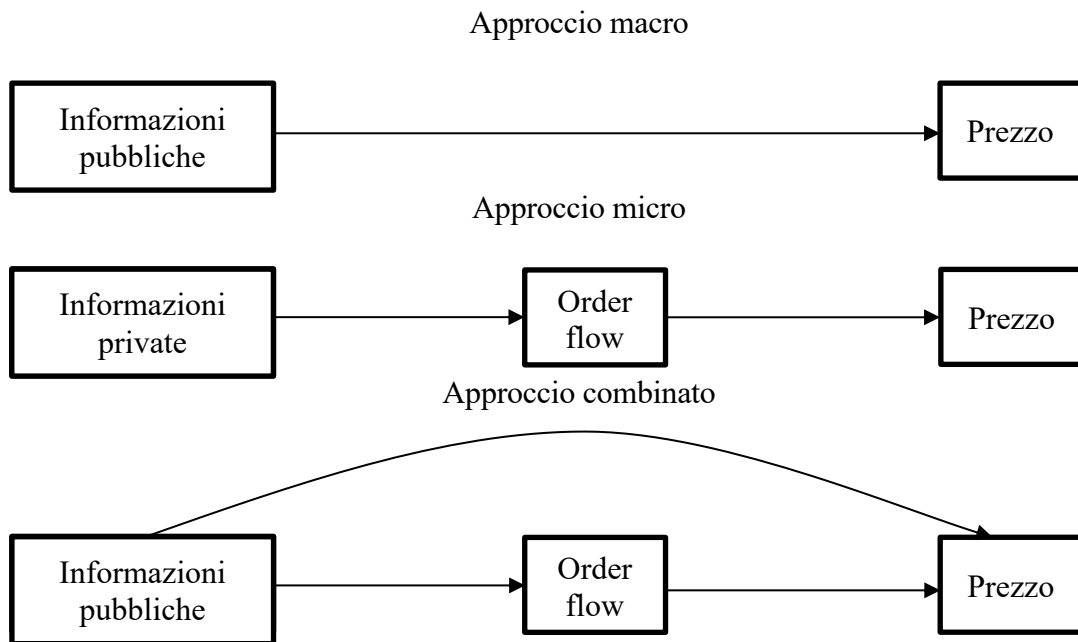 Approccio macro
Informazioni
pubbliche
Prezzo
Approccio micro
Informazioni
private
Order
flow
Prezzo
Approccio combinato
Informazioni
pubbliche
Order
flow
Prezzo